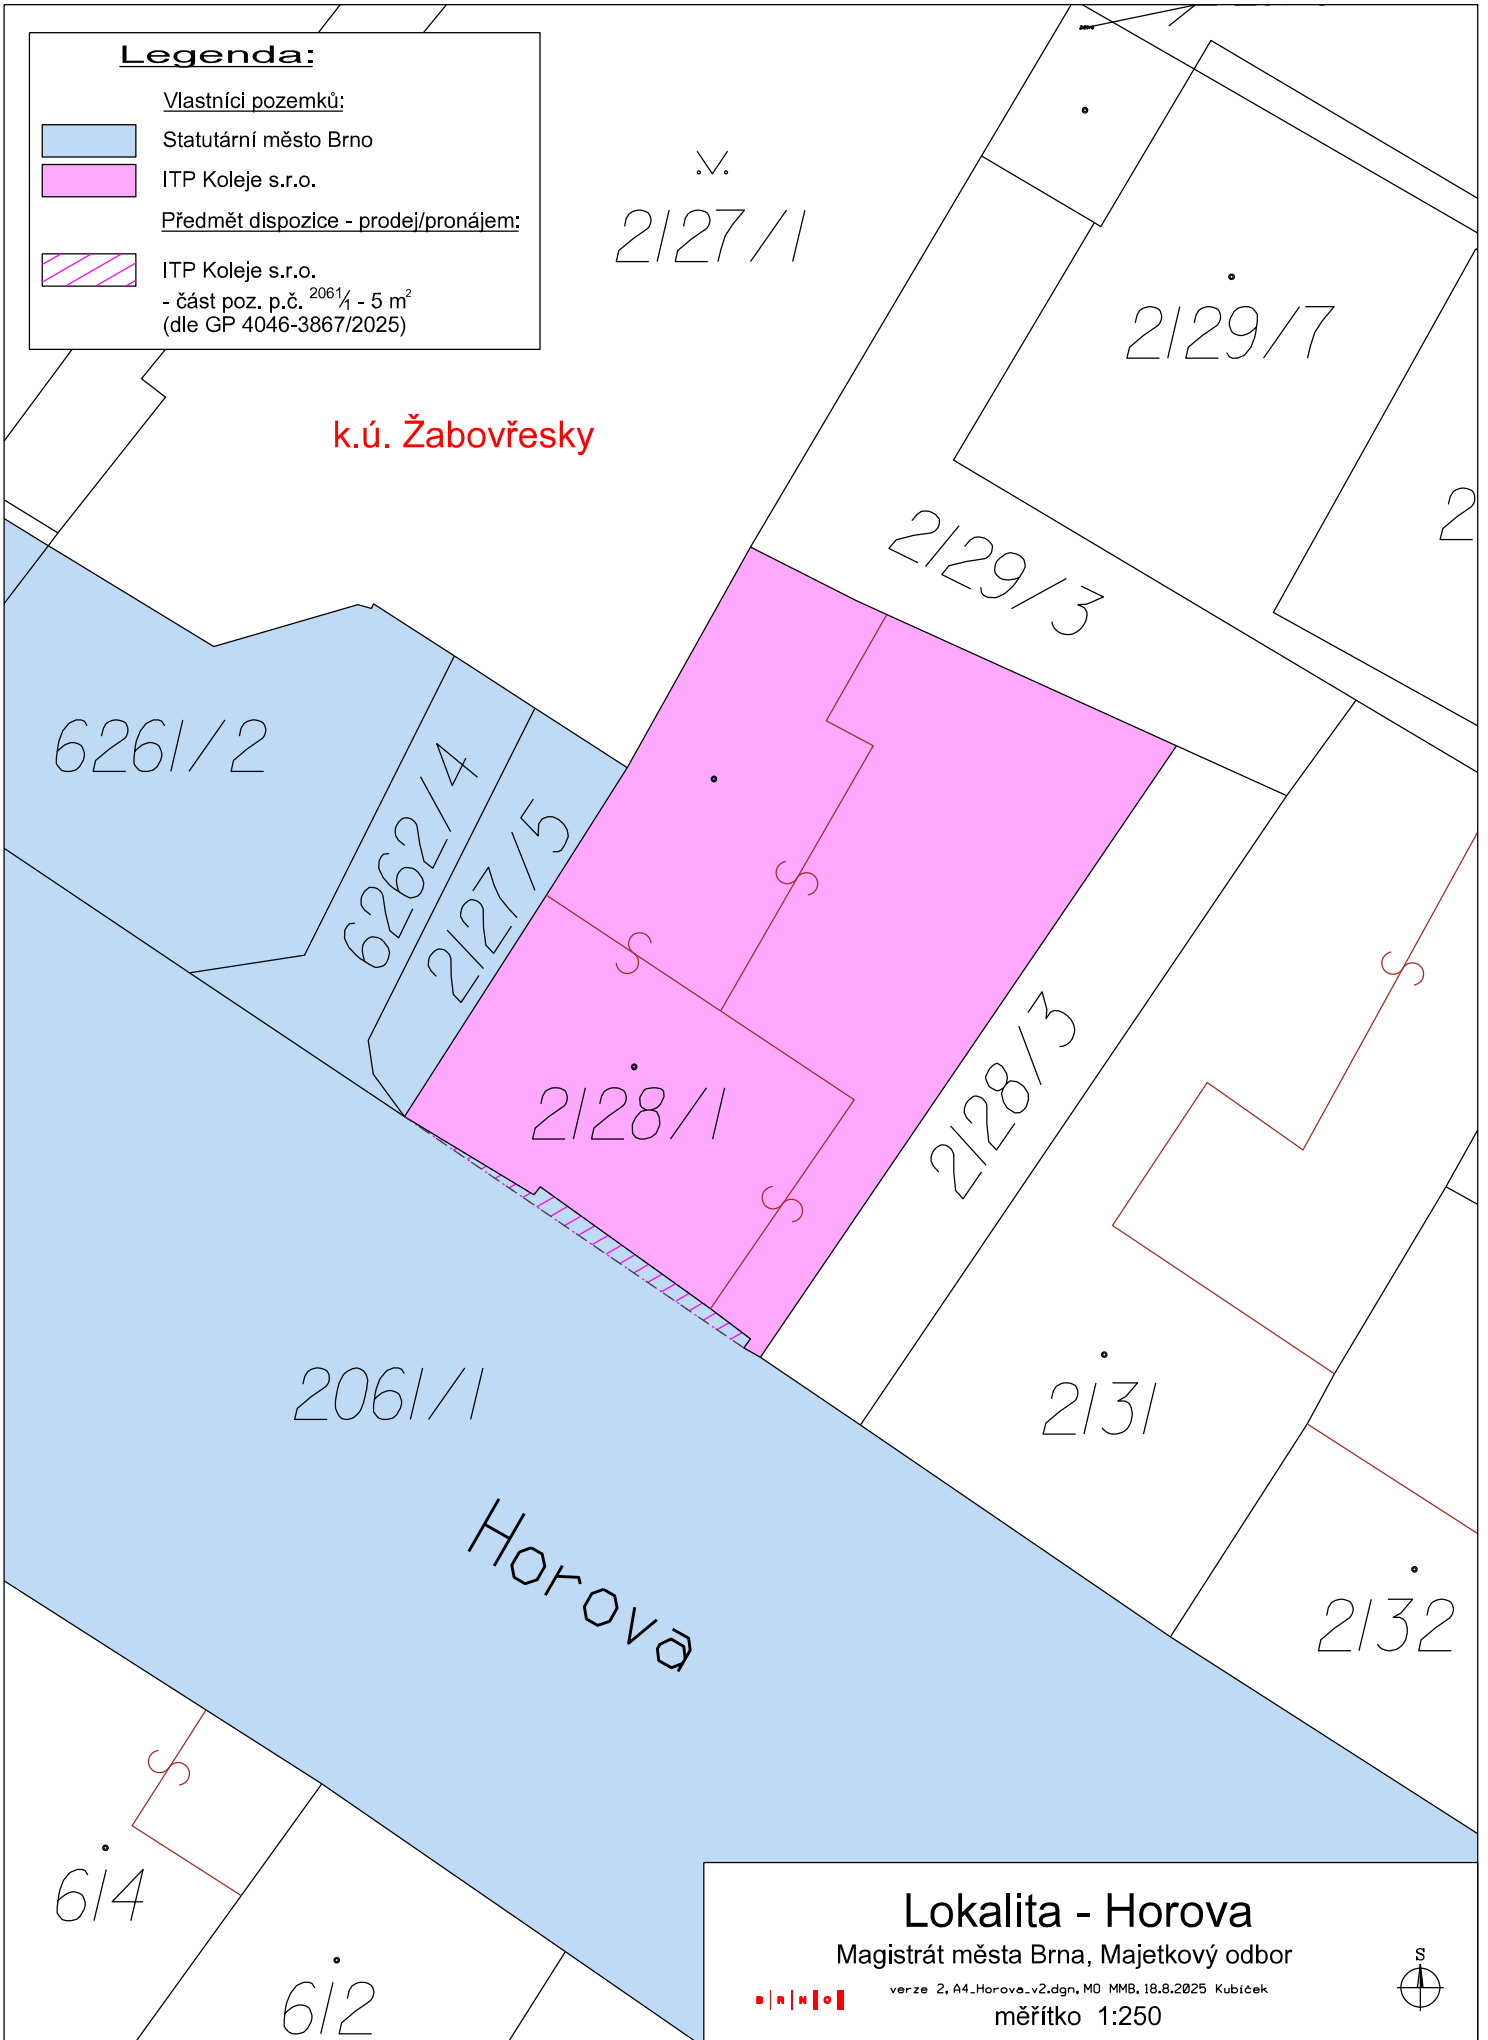 Legenda:
Vlastníci pozemků:
Statutární město Brno
ITP Koleje s.r.o.
Předmět dispozice - prodej/pronájem:
ITP Koleje s.r.o.
- část poz. p.č. 2061/1 - 5 m²
(dle GP 4046-3867/2025)
2127/1
2129/7
k.ú. Žabovřesky
2
2129/3
6261/2
6262/4
2127/5
S
S
S
2128/1
S
2128/3
2061/1
2131
Horova
2132
S
614
612
Lokalita - Horova
Magistrát města Brna, Majetkový odbor
verze 2, A4_Horova_v2.dgn, MO MMB, 18.8.2025 Kubíček
BRNO
měřítko 1:250
S